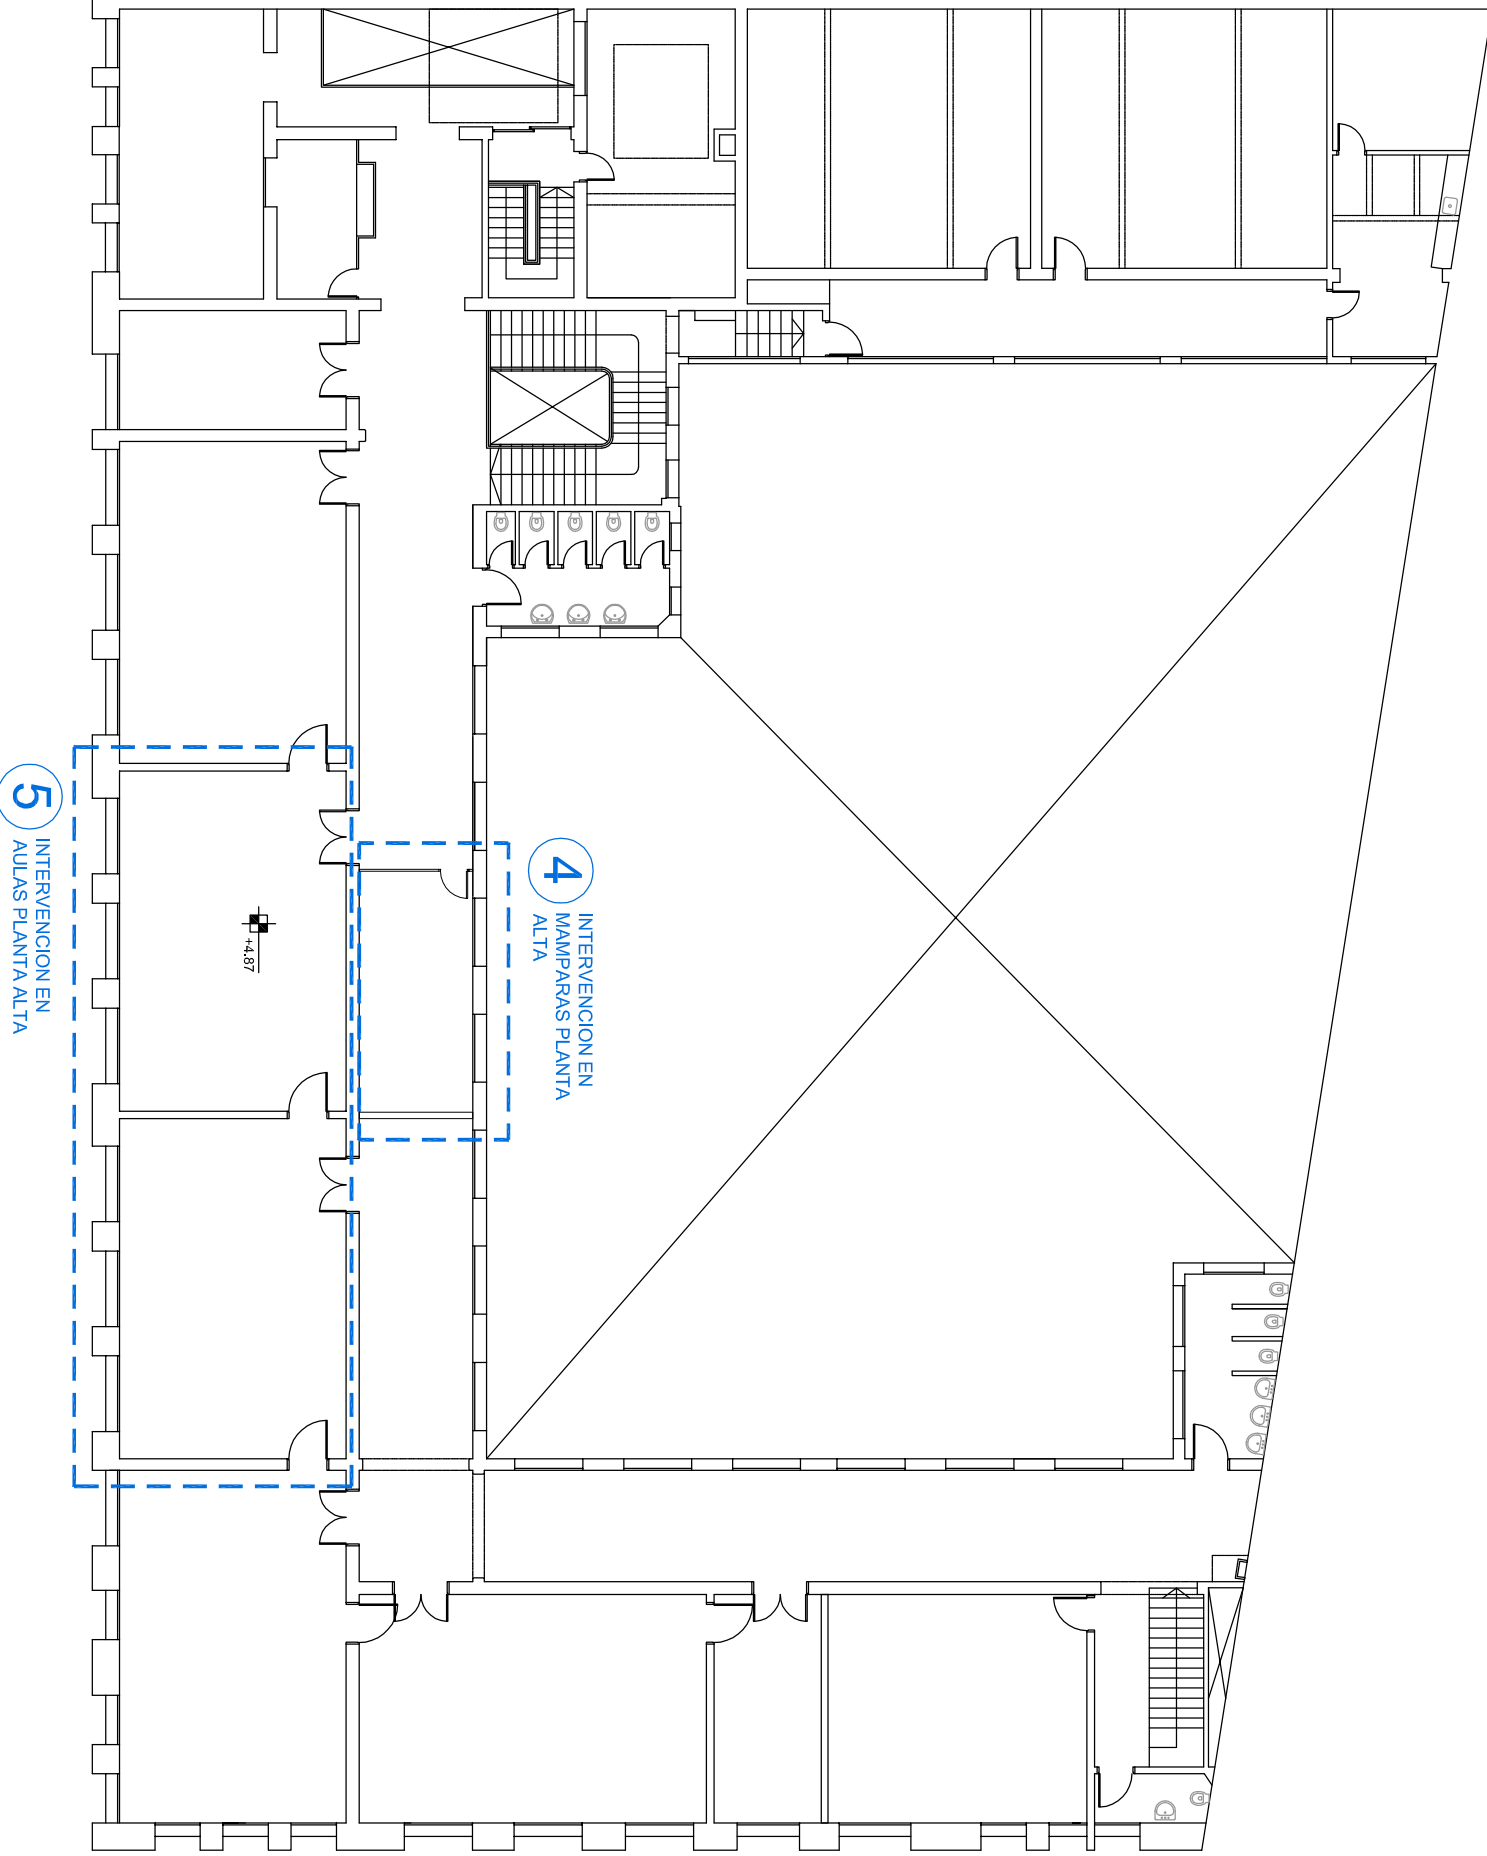 4
INTERVENCION EN
MAMPARAS PLANTA
ALTA
+4.87
5
INTERVENCION EN
AULAS PLANTA ALTA